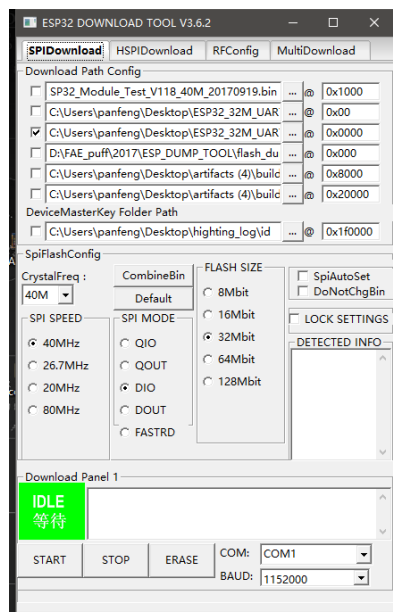 ESP32 DOWNLOAD TOOL V3.6.2
SPIDownload HSPIDownload RFConfig MultiDownload
Download Path Config
SP32_Module_Test_V118_40M_20170919.bin ... @ 0x1000
C:\Users\panfeng\Desktop\ESP32_32M_UAR ... @ 0x00
C:\Users\panfeng\Desktop\ESP32_32M_UAR ... @ 0x0000
D:\FAE_puff\2017\ESP_DUMP_TOOL\flash_du ... @ 0x000
C:\Users\panfeng\Desktop\artifacts (4)\build ... @ 0x8000
C:\Users\panfeng\Desktop\artifacts (4)\build ... @ 0x20000
DeviceMasterKey Folder Path
C:\Users\panfeng\Desktop\highting_log\id ... @ 0x1f0000
SpiFlashConfig
CrystalFreq :
40M
CombineBin
Default
SPI SPEED
40MHz
26.7MHz
20MHz
80MHz
SPI MODE
QIO
QOUT
DIO
DOUT
FASTRD
FLASH SIZE
8Mbit
16Mbit
32Mbit
64Mbit
128Mbit
SpiAutoSet
DoNotChgBin
LOCK SETTINGS
DETECTED INFO
Download Panel 1
IDLE
等待
START STOP ERASE
COM: COM1
BAUD: 1152000